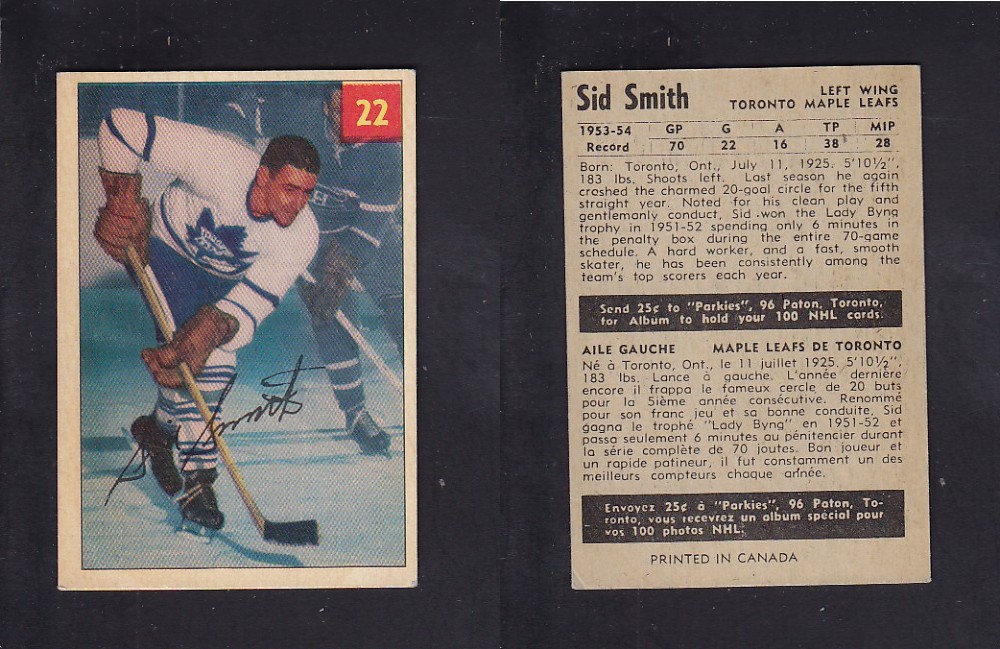 22
TORONTO
MAPLE
LEAFS
Sid Smith
Sid Smith
LEFT WING
TORONTO MAPLE LEAFS
1953-54 GP G A TP MIP
Record 70 22 16 38 28
Born: Toronto, Ont., July 11, 1925. 5'10½",
183 lbs. Shoots left. Last season he again
crashed the charmed 20-goal circle for the fifth
straight year. Noted for his clean play and
gentlemanly conduct, Sid won the Lady Byng
trophy in 1951-52 spending only 6 minutes in
the penalty box during the entire 70-game
schedule. A hard worker, and a fast, smooth
skater, he has been consistently among the
team's top scorers each year.
Send 25¢ to "Parkies", 96 Paton, Toronto,
for Album to hold your 100 NHL cards.
AILE GAUCHE MAPLE LEAFS DE TORONTO
Né à Toronto, Ont., le 11 juillet 1925. 5'10½",
183 lbs. Lance à gauche. L'année dernière
encore il frappa le fameux cercle de 20 buts
pour la 5ième année consécutive. Renommé
pour son franc jeu et sa bonne conduite, Sid
gagna le trophé "Lady Byng" en 1951-52 et
passa seulement 6 minutes au pénitencier durant
la série complète de 70 joutes. Bon joueur et
un rapide patineur, il fut constamment un des
meilleurs compteurs chaque année.
Envoyez 25¢ à "Parkies", 96 Paton, To-
ronto, vous recevrez un album spécial pour
vos 100 photos NHL.
PRINTED IN CANADA